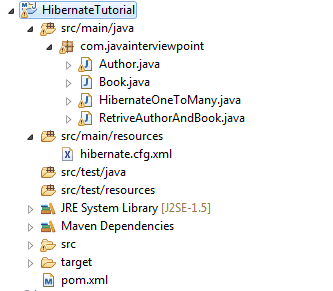 HibernateTutorial
src/main/java
com.javainterviewpoint
Author.java
Book.java
HibernateOneToMany.java
RetriveAuthorAndBook.java
src/main/resources
hibernate.cfg.xml
src/test/java
src/test/resources
JRE System Library [J2SE-1.5]
Maven Dependencies
src
target
pom.xml